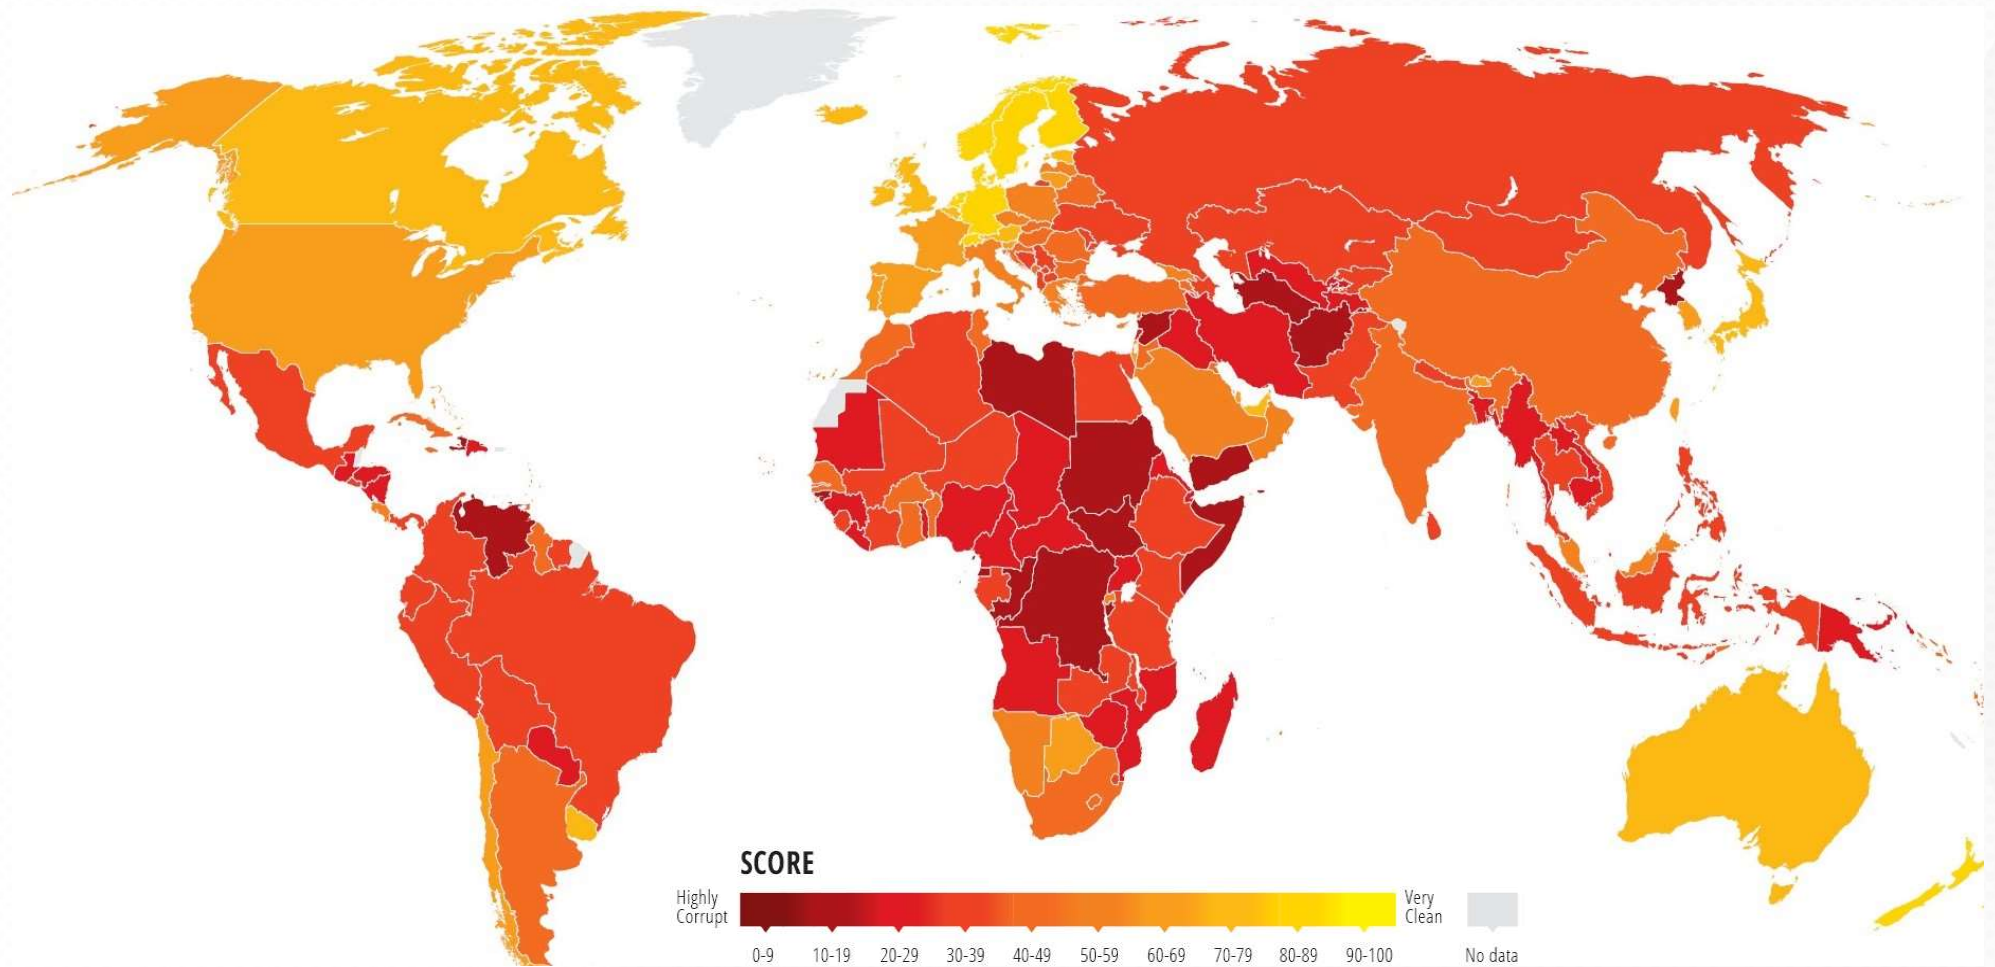 SCORE
Highly
Corrupt
Very
Clean
0-9 10-19 20-29 30-39 40-49 50-59 60-69 70-79 80-89 90-100 No data